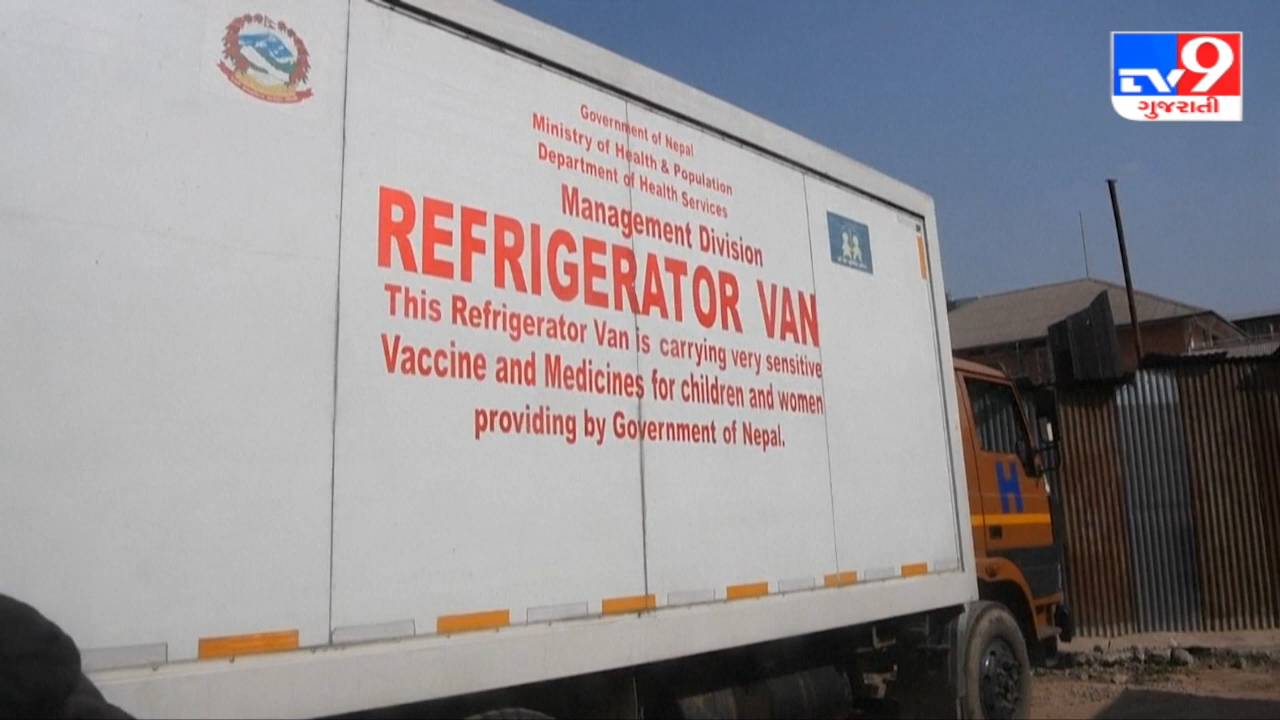 TV9
ગુજરાતી
Government of Nepal
Ministry of Health & Population
Department of Health Services
Management Division
REFRIGERATOR VAN
This Refrigerator Van is carrying very sensitive
Vaccine and Medicines for children and women
providing by Government of Nepal.
H